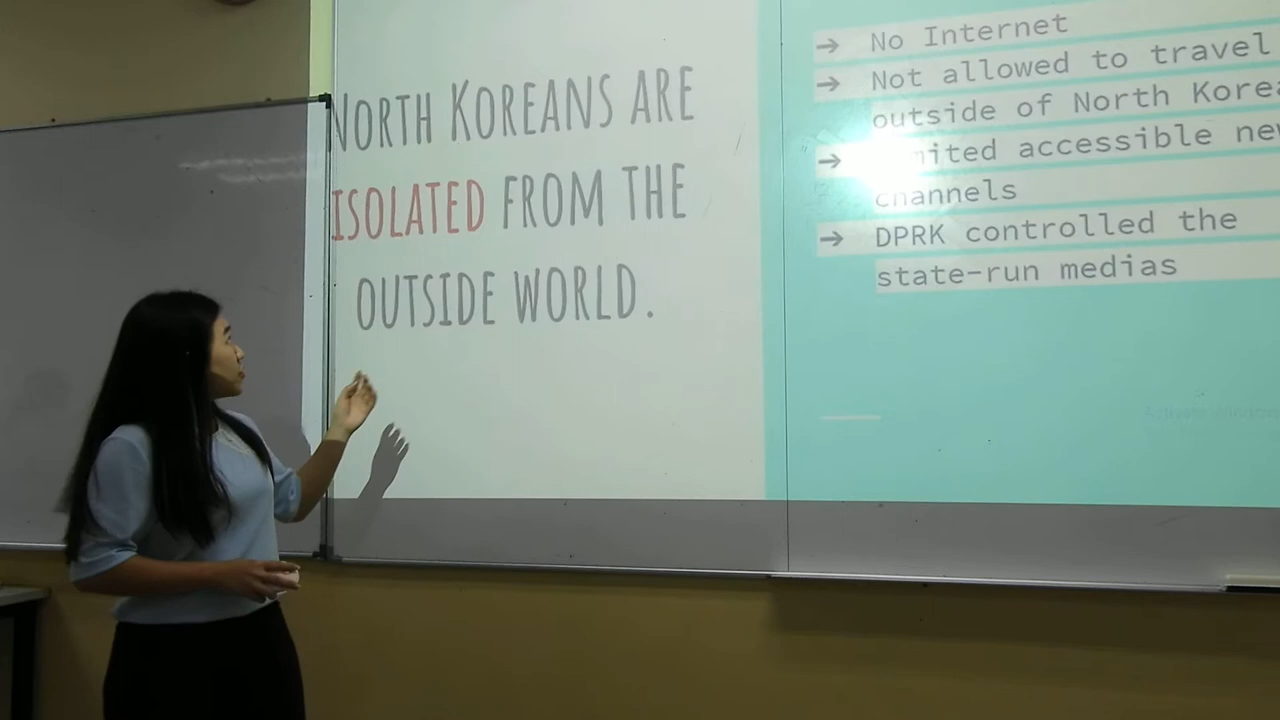 NORTH KOREANS ARE
ISOLATED FROM THE
OUTSIDE WORLD.
➔ No Internet
➔ Not allowed to travel
outside of North Korea
➔ accessible
channels
➔ DPRK controlled the
state-run medias